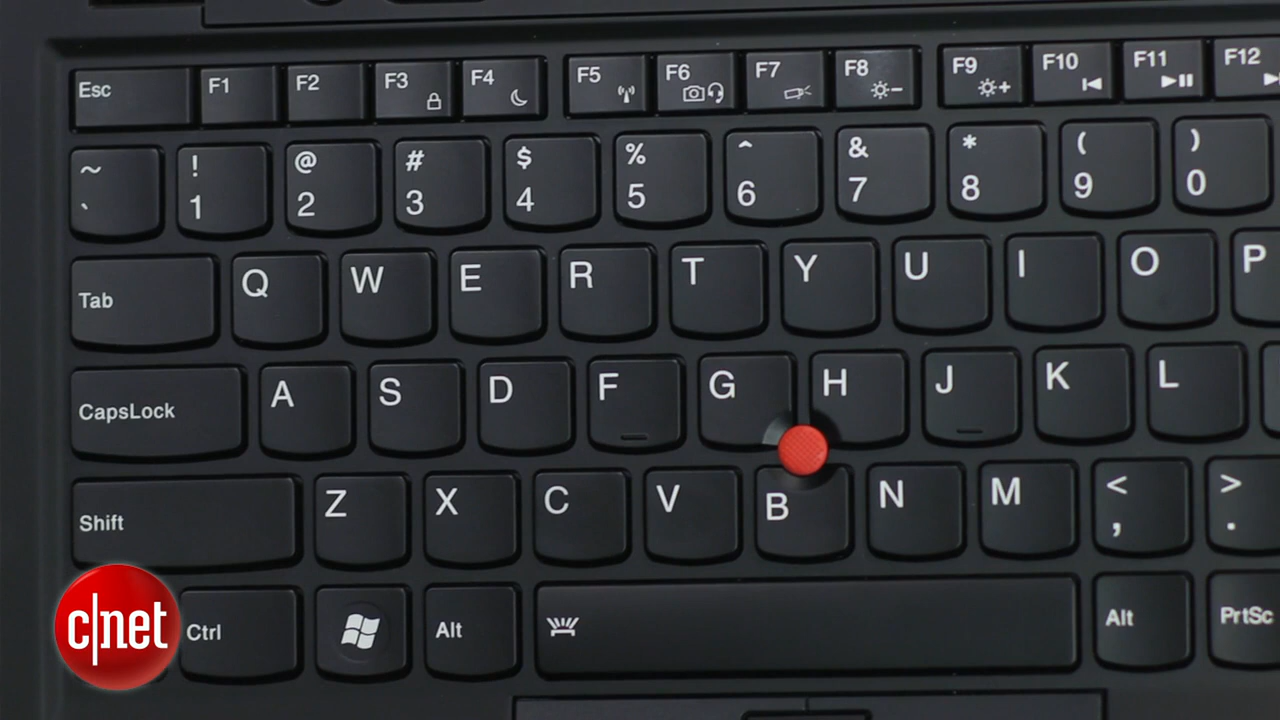 Esc F1 F2 F3 F4 F5 F6 F7 F8 F9 F10 F11 F12
~ ! @ # $ % ^ & * ( )
` 1 2 3 4 5 6 7 8 9 0
Tab Q W E R T Y U I O P
CapsLock A S D F G H J K L
Shift Z X C V B N M < >
, .
c|net Ctrl Alt Alt PrtSc